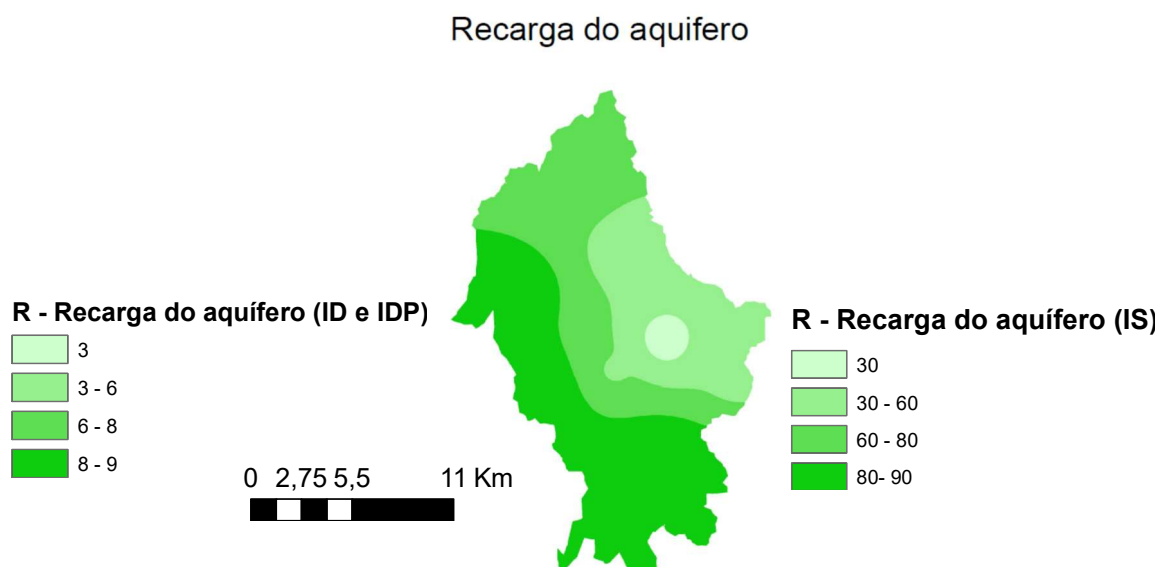 Recarga do aquifero
R - Recarga do aquífero (ID e IDP)
3
3 - 6
6 - 8
8 - 9
0 2,75 5,5 11 Km
R - Recarga do aquífero (IS)
30
30 - 60
60 - 80
80- 90